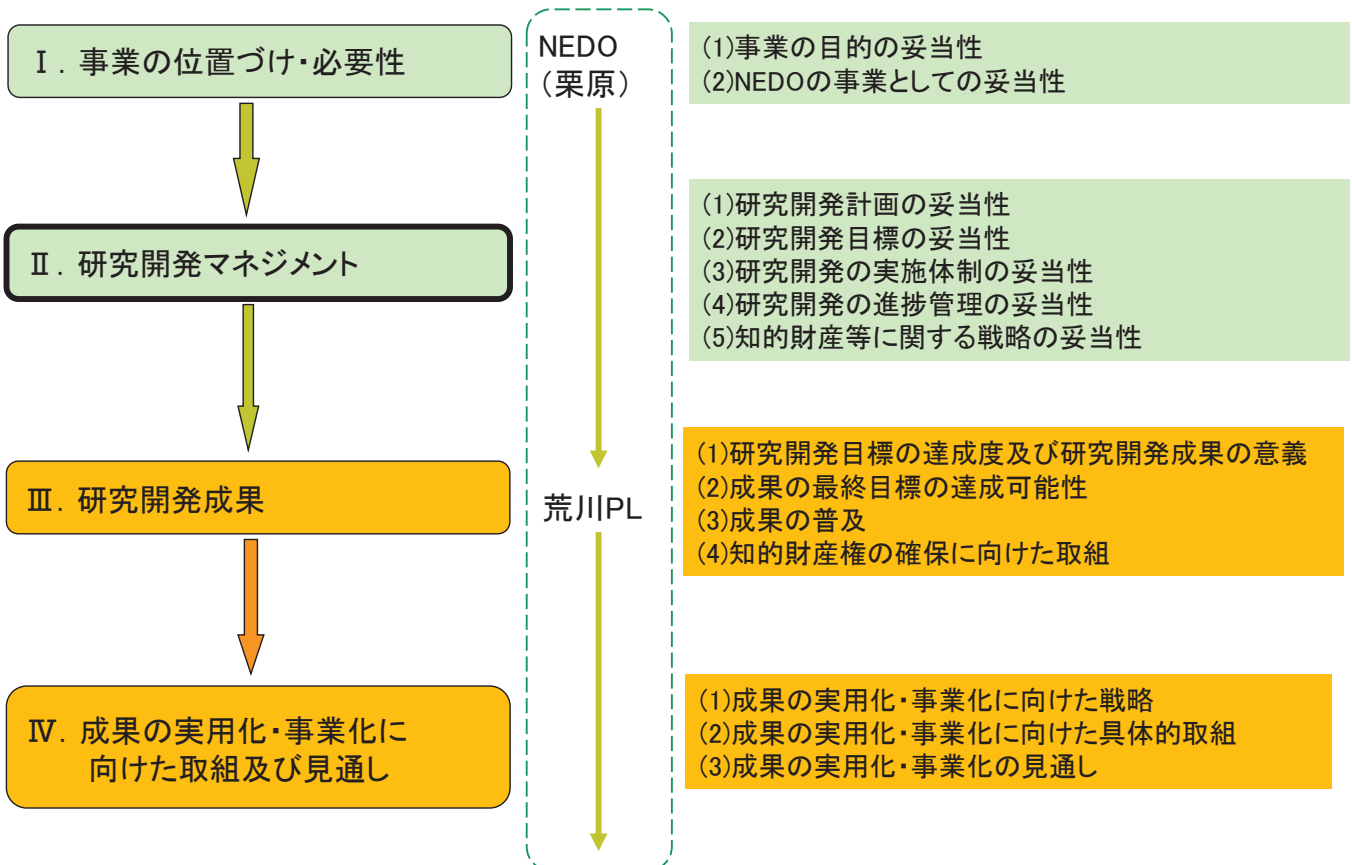 Ⅰ. 事業の位置づけ・必要性
NEDO
(栗原)
(1)事業の目的の妥当性
(2)NEDOの事業としての妥当性
Ⅱ. 研究開発マネジメント
(1)研究開発計画の妥当性
(2)研究開発目標の妥当性
(3)研究開発の実施体制の妥当性
(4)研究開発の進捗管理の妥当性
(5)知的財産等に関する戦略の妥当性
Ⅲ. 研究開発成果
荒川PL
(1)研究開発目標の達成度及び研究開発成果の意義
(2)成果の最終目標の達成可能性
(3)成果の普及
(4)知的財産権の確保に向けた取組
Ⅳ. 成果の実用化・事業化に
向けた取組及び見通し
(1)成果の実用化・事業化に向けた戦略
(2)成果の実用化・事業化に向けた具体的取組
(3)成果の実用化・事業化の見通し